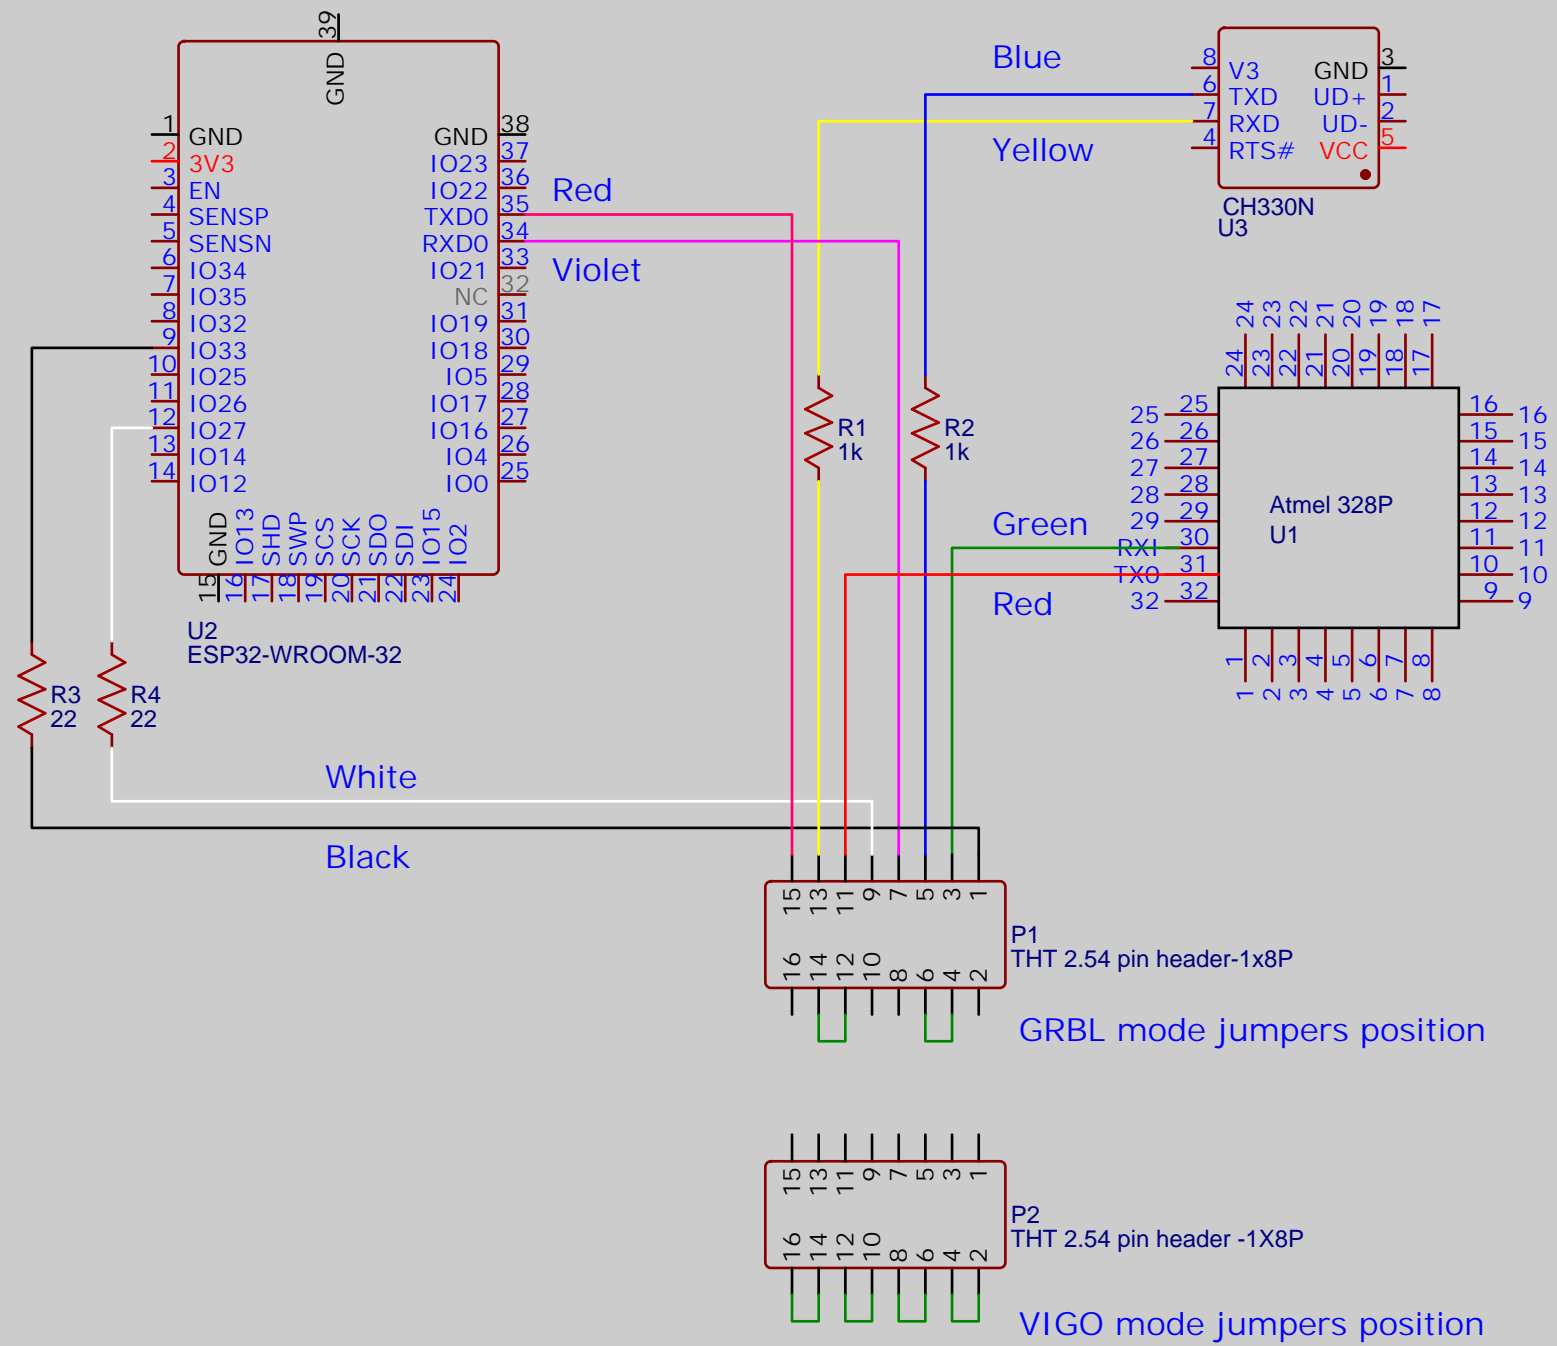 39
GND
1 GND
2 3V3
3 EN
4 SENSP
5 SENSN
6 IO34
7 IO35
8 IO32
9 IO33
10 IO25
11 IO26
12 IO27
13 IO14
14 IO12
GND 38
IO23 37
IO22 36
TXD0 35
RXD0 34
IO21 33
NC 32
IO19 31
IO18 30
IO5 29
IO17 28
IO16 27
IO4 26
IO0 25
GND IO13 SHD SWP SCS SCK SDO SDI IO15 IO2
15 16 17 18 19 20 21 22 23 24
U2
ESP32-WROOM-32
Red
Violet
Blue
Yellow
8 V3
6 TXD
7 RXD
4 RTS#
GND 3
UD+ 1
UD- 2
VCC 5
CH330N
U3
R1
1k
R2
1k
24 23 22 21 20 19 18 17
24 23 22 21 20 19 18 17
25 25
26 26
27 27
28 28
29 29
RXI 30
TX0 31
32 32
Atmel 328P
U1
16 16
15 15
14 14
13 13
12 12
11 11
10 10
9 9
1 2 3 4 5 6 7 8
1 2 3 4 5 6 7 8
Green
Red
R3
22
R4
22
White
Black
15 13 11 9 7 5 3 1
16 14 12 10 8 6 4 2
P1
THT 2.54 pin header-1x8P
GRBL mode jumpers position
15 13 11 9 7 5 3 1
16 14 12 10 8 6 4 2
P2
THT 2.54 pin header -1X8P
VIGO mode jumpers position